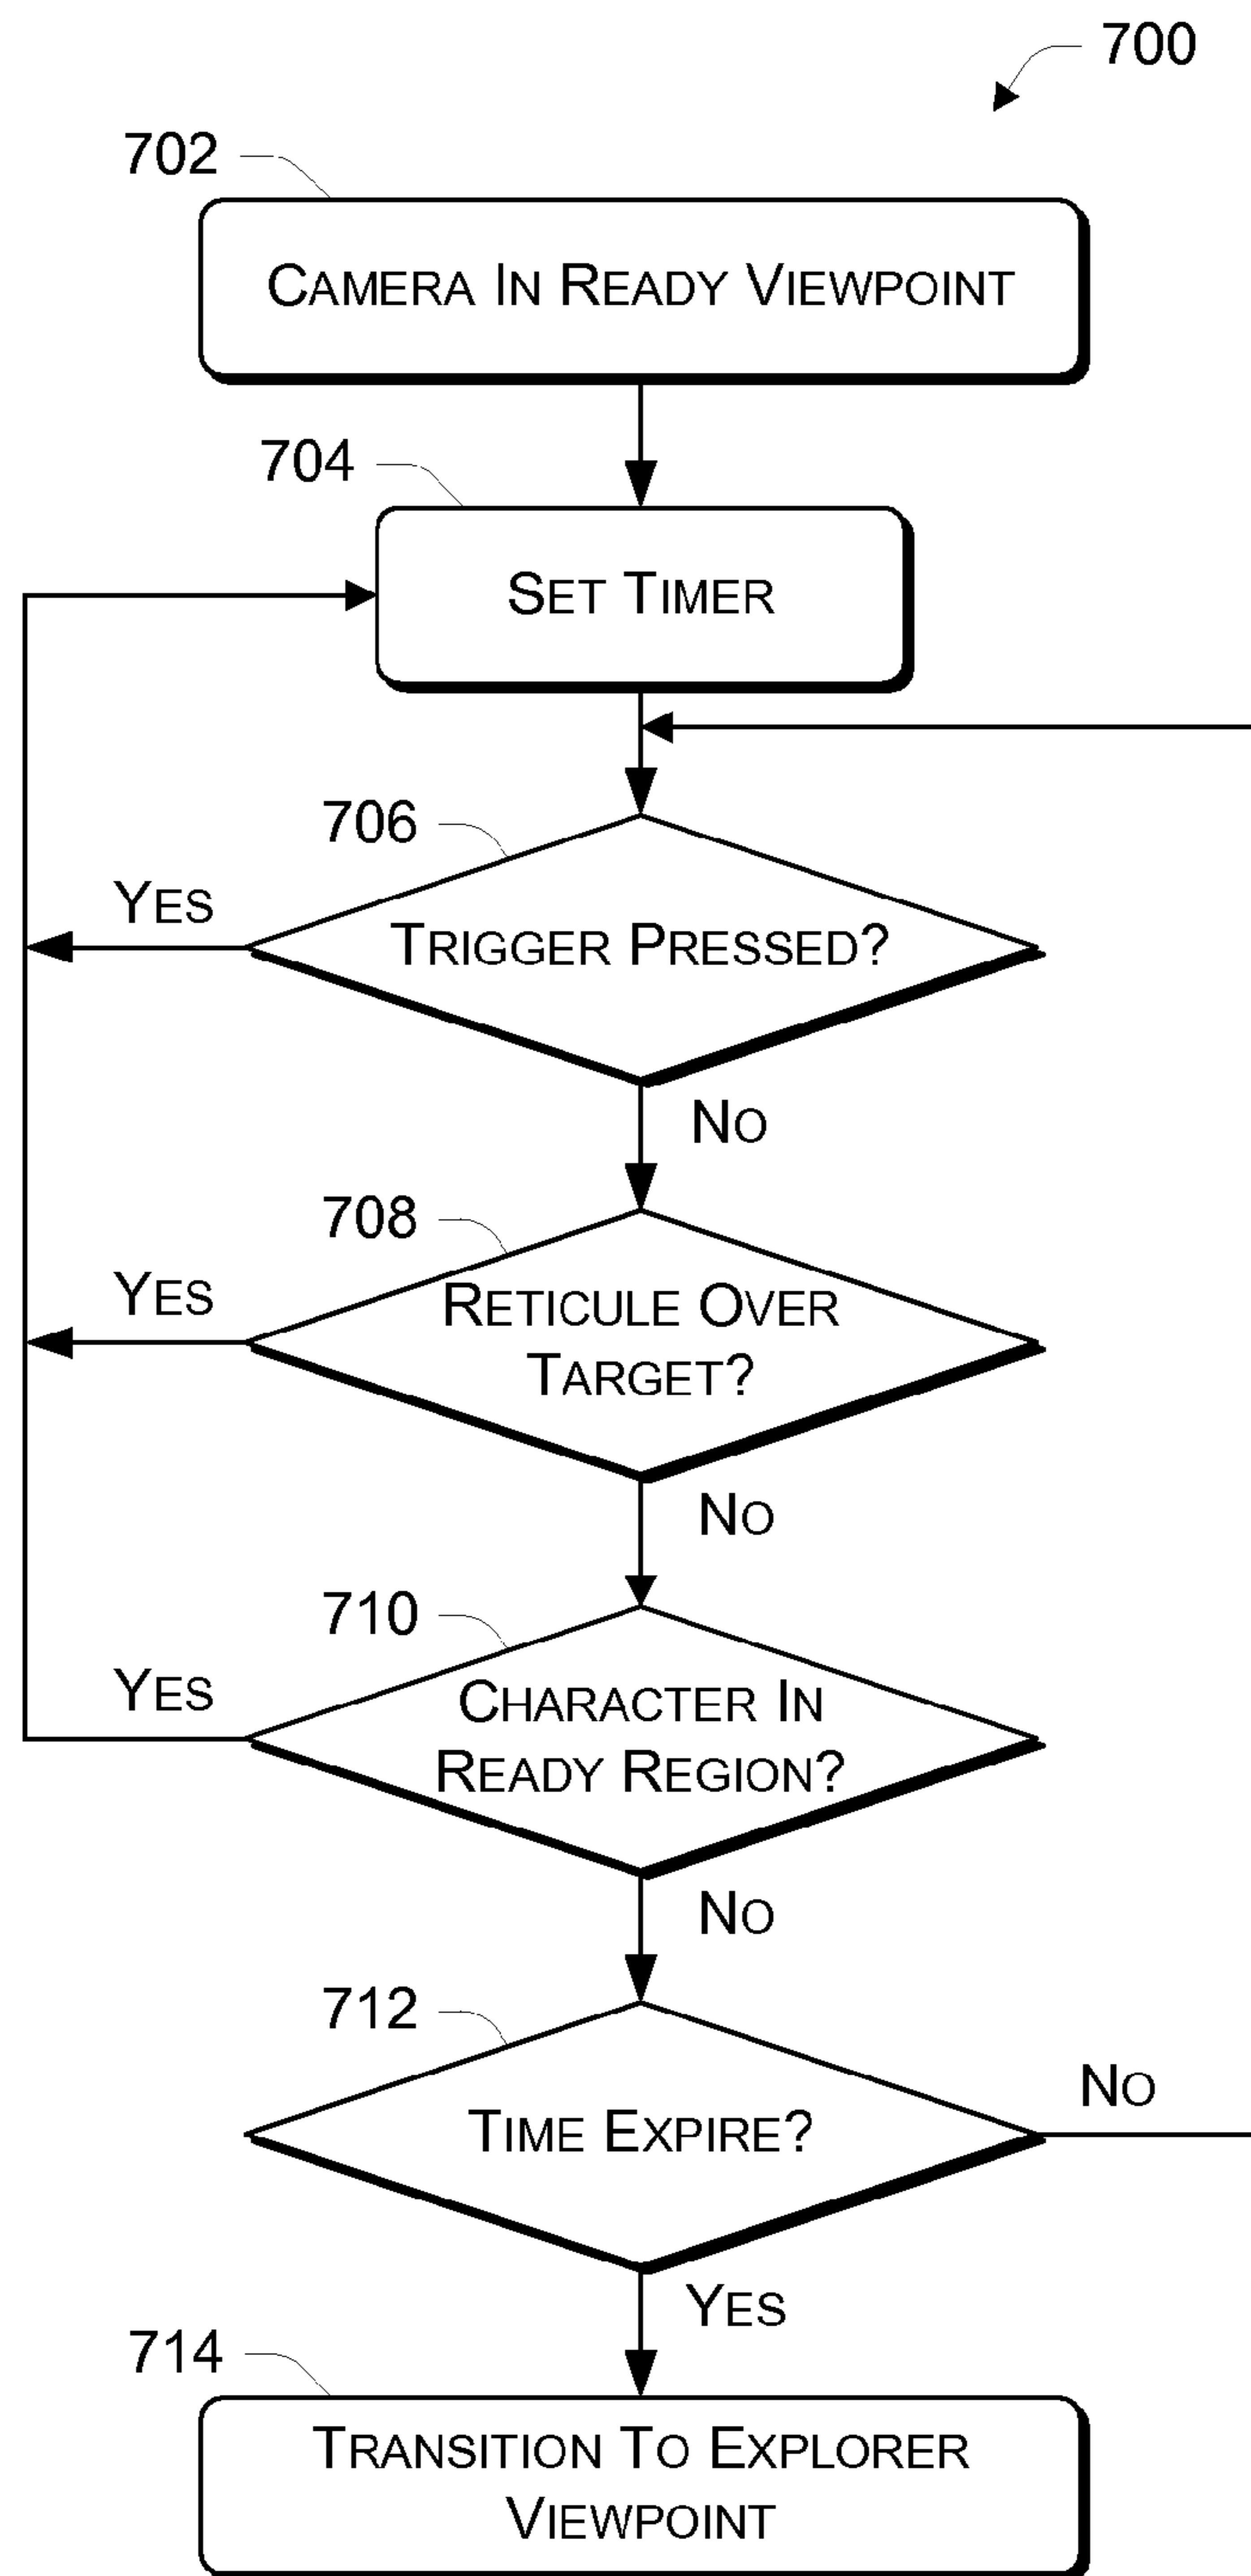 700
702
CAMERA IN READY VIEWPOINT
704
SET TIMER
706
YES
TRIGGER PRESSED?
NO
708
YES
RETICULE OVER
TARGET?
NO
710
YES
CHARACTER IN
READY REGION?
NO
712
NO
TIME EXPIRE?
YES
714
TRANSITION TO EXPLORER
VIEWPOINT